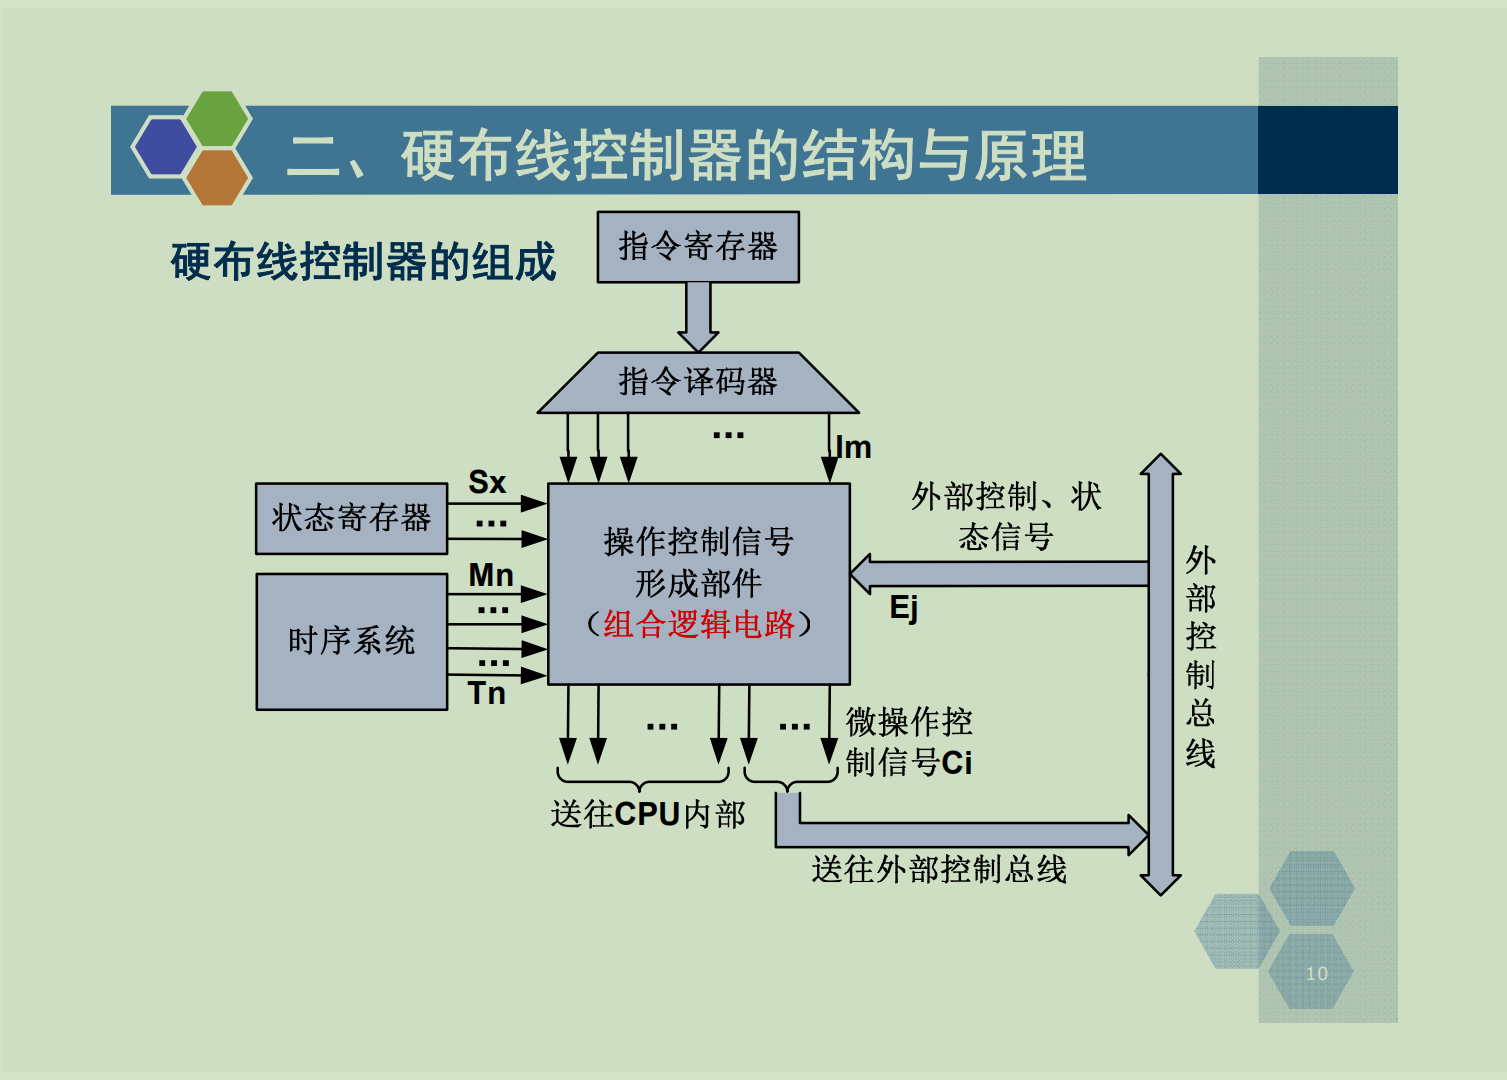 二、硬布线控制器的结构与原理
硬布线控制器的组成
指令寄存器
指令译码器
...
Im
状态寄存器
Sx
...
时序系统
Mn
...
...
Tn
操作控制信号
形成部件
（组合逻辑电路）
外部控制、状
态信号
Ej
外
部
控
制
总
线
...
...
微操作控
制信号Ci
送往CPU内部
送往外部控制总线
10